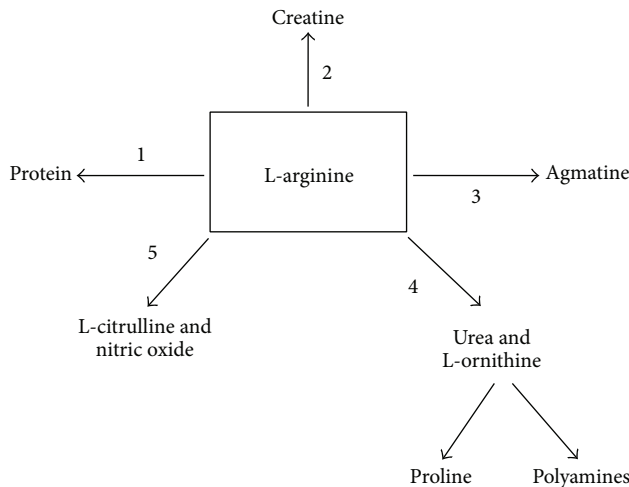 Creatine
2
1
Protein
L-arginine
Agmatine
3
5
4
L-citrulline and
nitric oxide
Urea and
L-ornithine
Proline
Polyamines